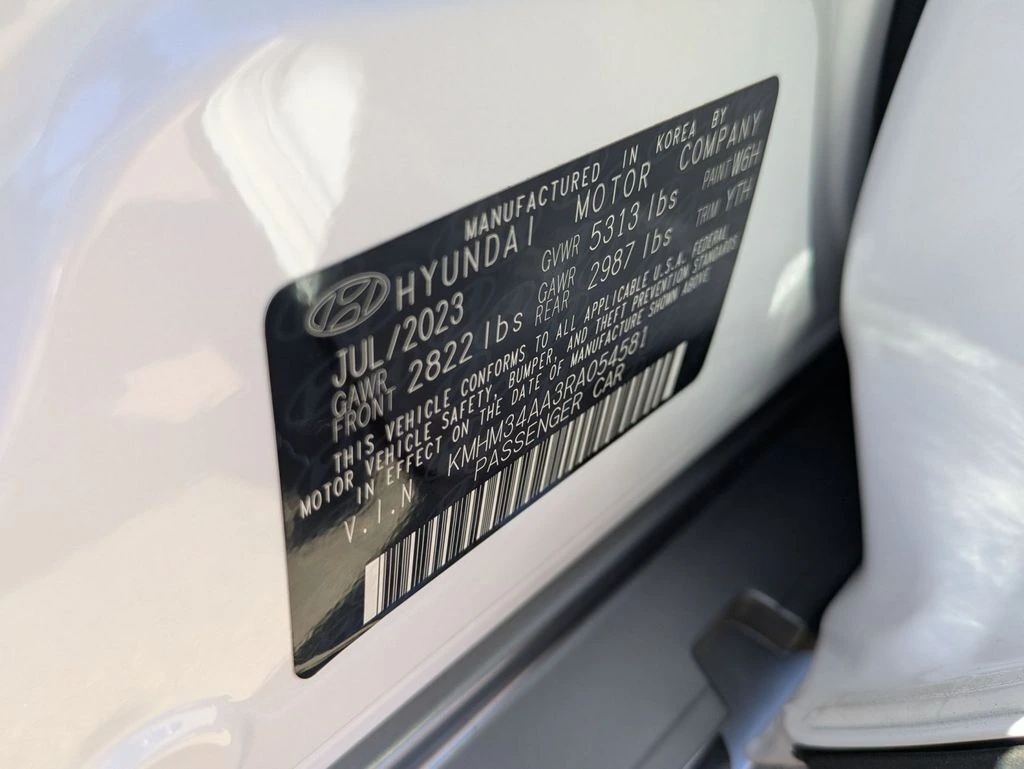 MANUFACTURED IN KOREA BY
HYUNDAI MOTOR COMPANY
JUL/2023 GVWR 5313 lbs PAINT W6H
GAWR FRONT 2822 lbs GAWR REAR 2987 lbs TRIM YTH
THIS VEHICLE CONFORMS TO ALL APPLICABLE U.S.A. FEDERAL
MOTOR VEHICLE SAFETY, BUMPER, AND THEFT PREVENTION STANDARDS
IN EFFECT ON THE DATE OF MANUFACTURE SHOWN ABOVE.
V.I.N KMHM34AA3RA054581
PASSENGER CAR